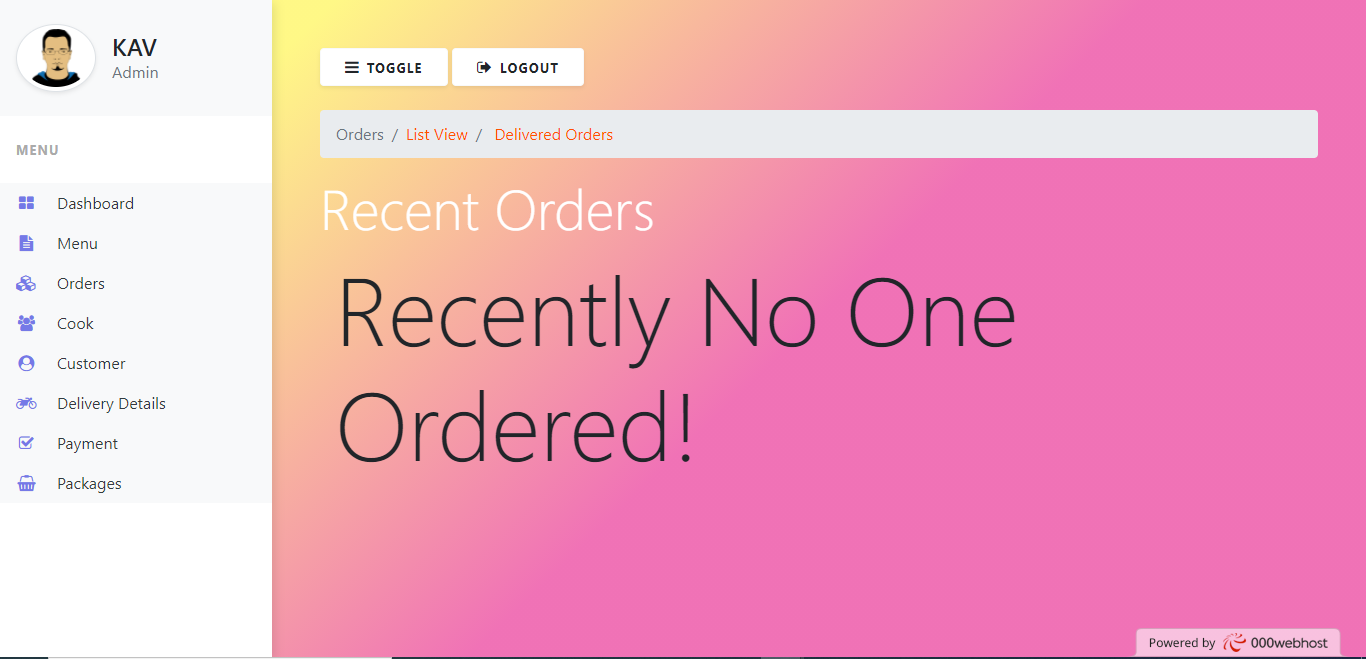 KAV
Admin
MENU
Dashboard
Menu
Orders
Cook
Customer
Delivery Details
Payment
Packages
TOGGLE
LOGOUT
Orders / List View / Delivered Orders
Recent Orders
Recently No One
Ordered!
Powered by 000webhost